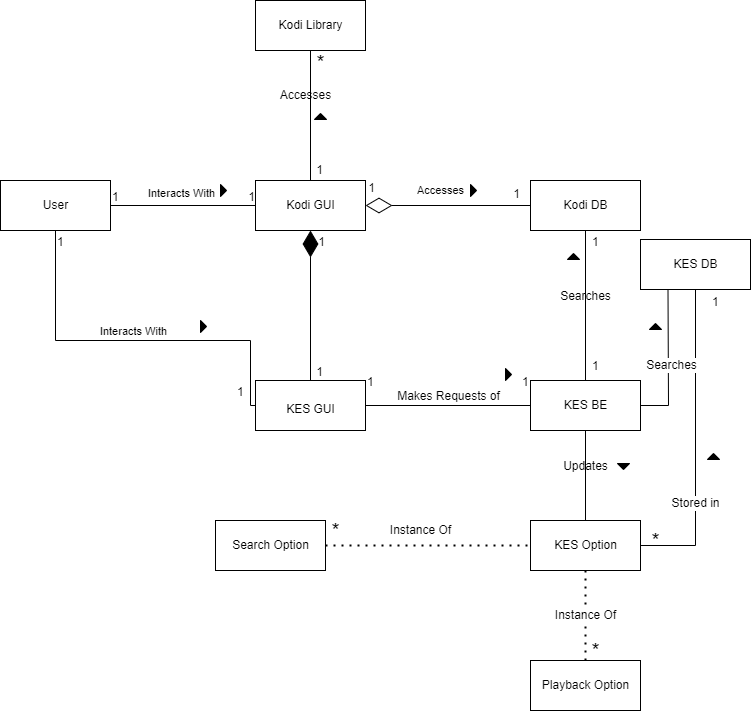 Kodi Library
*
Accesses
1
User
1
Interacts With
1
Kodi GUI
1
Accesses
1
Kodi DB
1
1
1
KES DB
1
Searches
Interacts With
Searches
1
1
1
1
1
KES GUI
Makes Requests of
KES BE
Updates
Stored in
Search Option
*
Instance Of
KES Option
*
Instance Of
*
Playback Option